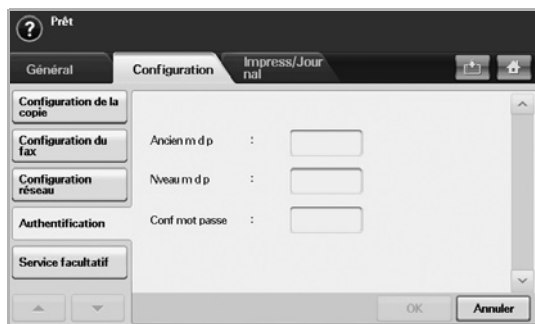 ?
Prêt
Général
Configuration
Impress/Jour
nal
Configuration de la
copie
Configuration du
fax
Configuration
réseau
Authentification
Service facultatif
Ancien m d p :
Nveau m d p :
Conf mot passe :
OK
Annuler